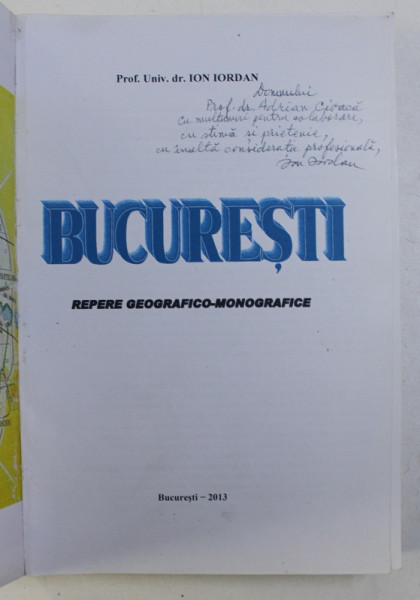 Prof. Univ. dr. ION IORDAN
Domnului
Prof. dr. Adrian Cioacă
cu mulțumiri pentru colaborare,
cu stimă și prietenie,
cu multă considerație profesională,
Ion Iordan
BUCUREȘTI
REPERE GEOGRAFICO-MONOGRAFICE
București – 2013